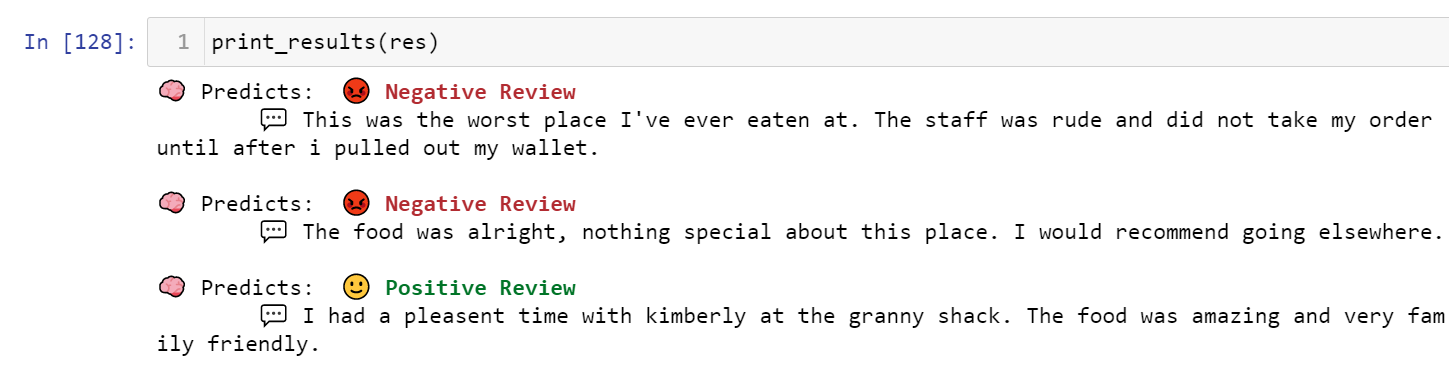 In [128]: 1 print_results(res)
🧠 Predicts: 😡 Negative Review
💬 This was the worst place I've ever eaten at. The staff was rude and did not take my order
until after i pulled out my wallet.
🧠 Predicts: 😡 Negative Review
💬 The food was alright, nothing special about this place. I would recommend going elsewhere.
🧠 Predicts: 🙂 Positive Review
💬 I had a pleasent time with kimberly at the granny shack. The food was amazing and very fam
ily friendly.